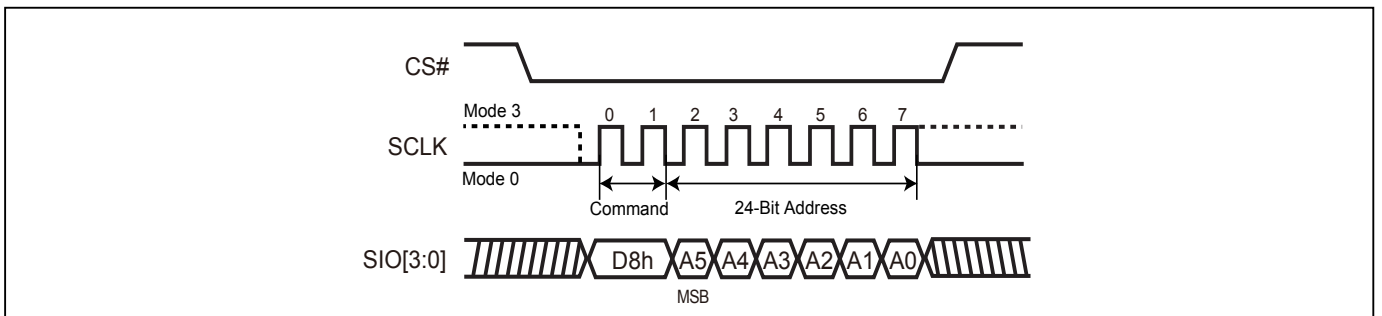 CS#
Mode 3
0 1 2 3 4 5 6 7
SCLK
Mode 0
Command 24-Bit Address
SIO[3:0] D8h A5 A4 A3 A2 A1 A0
MSB